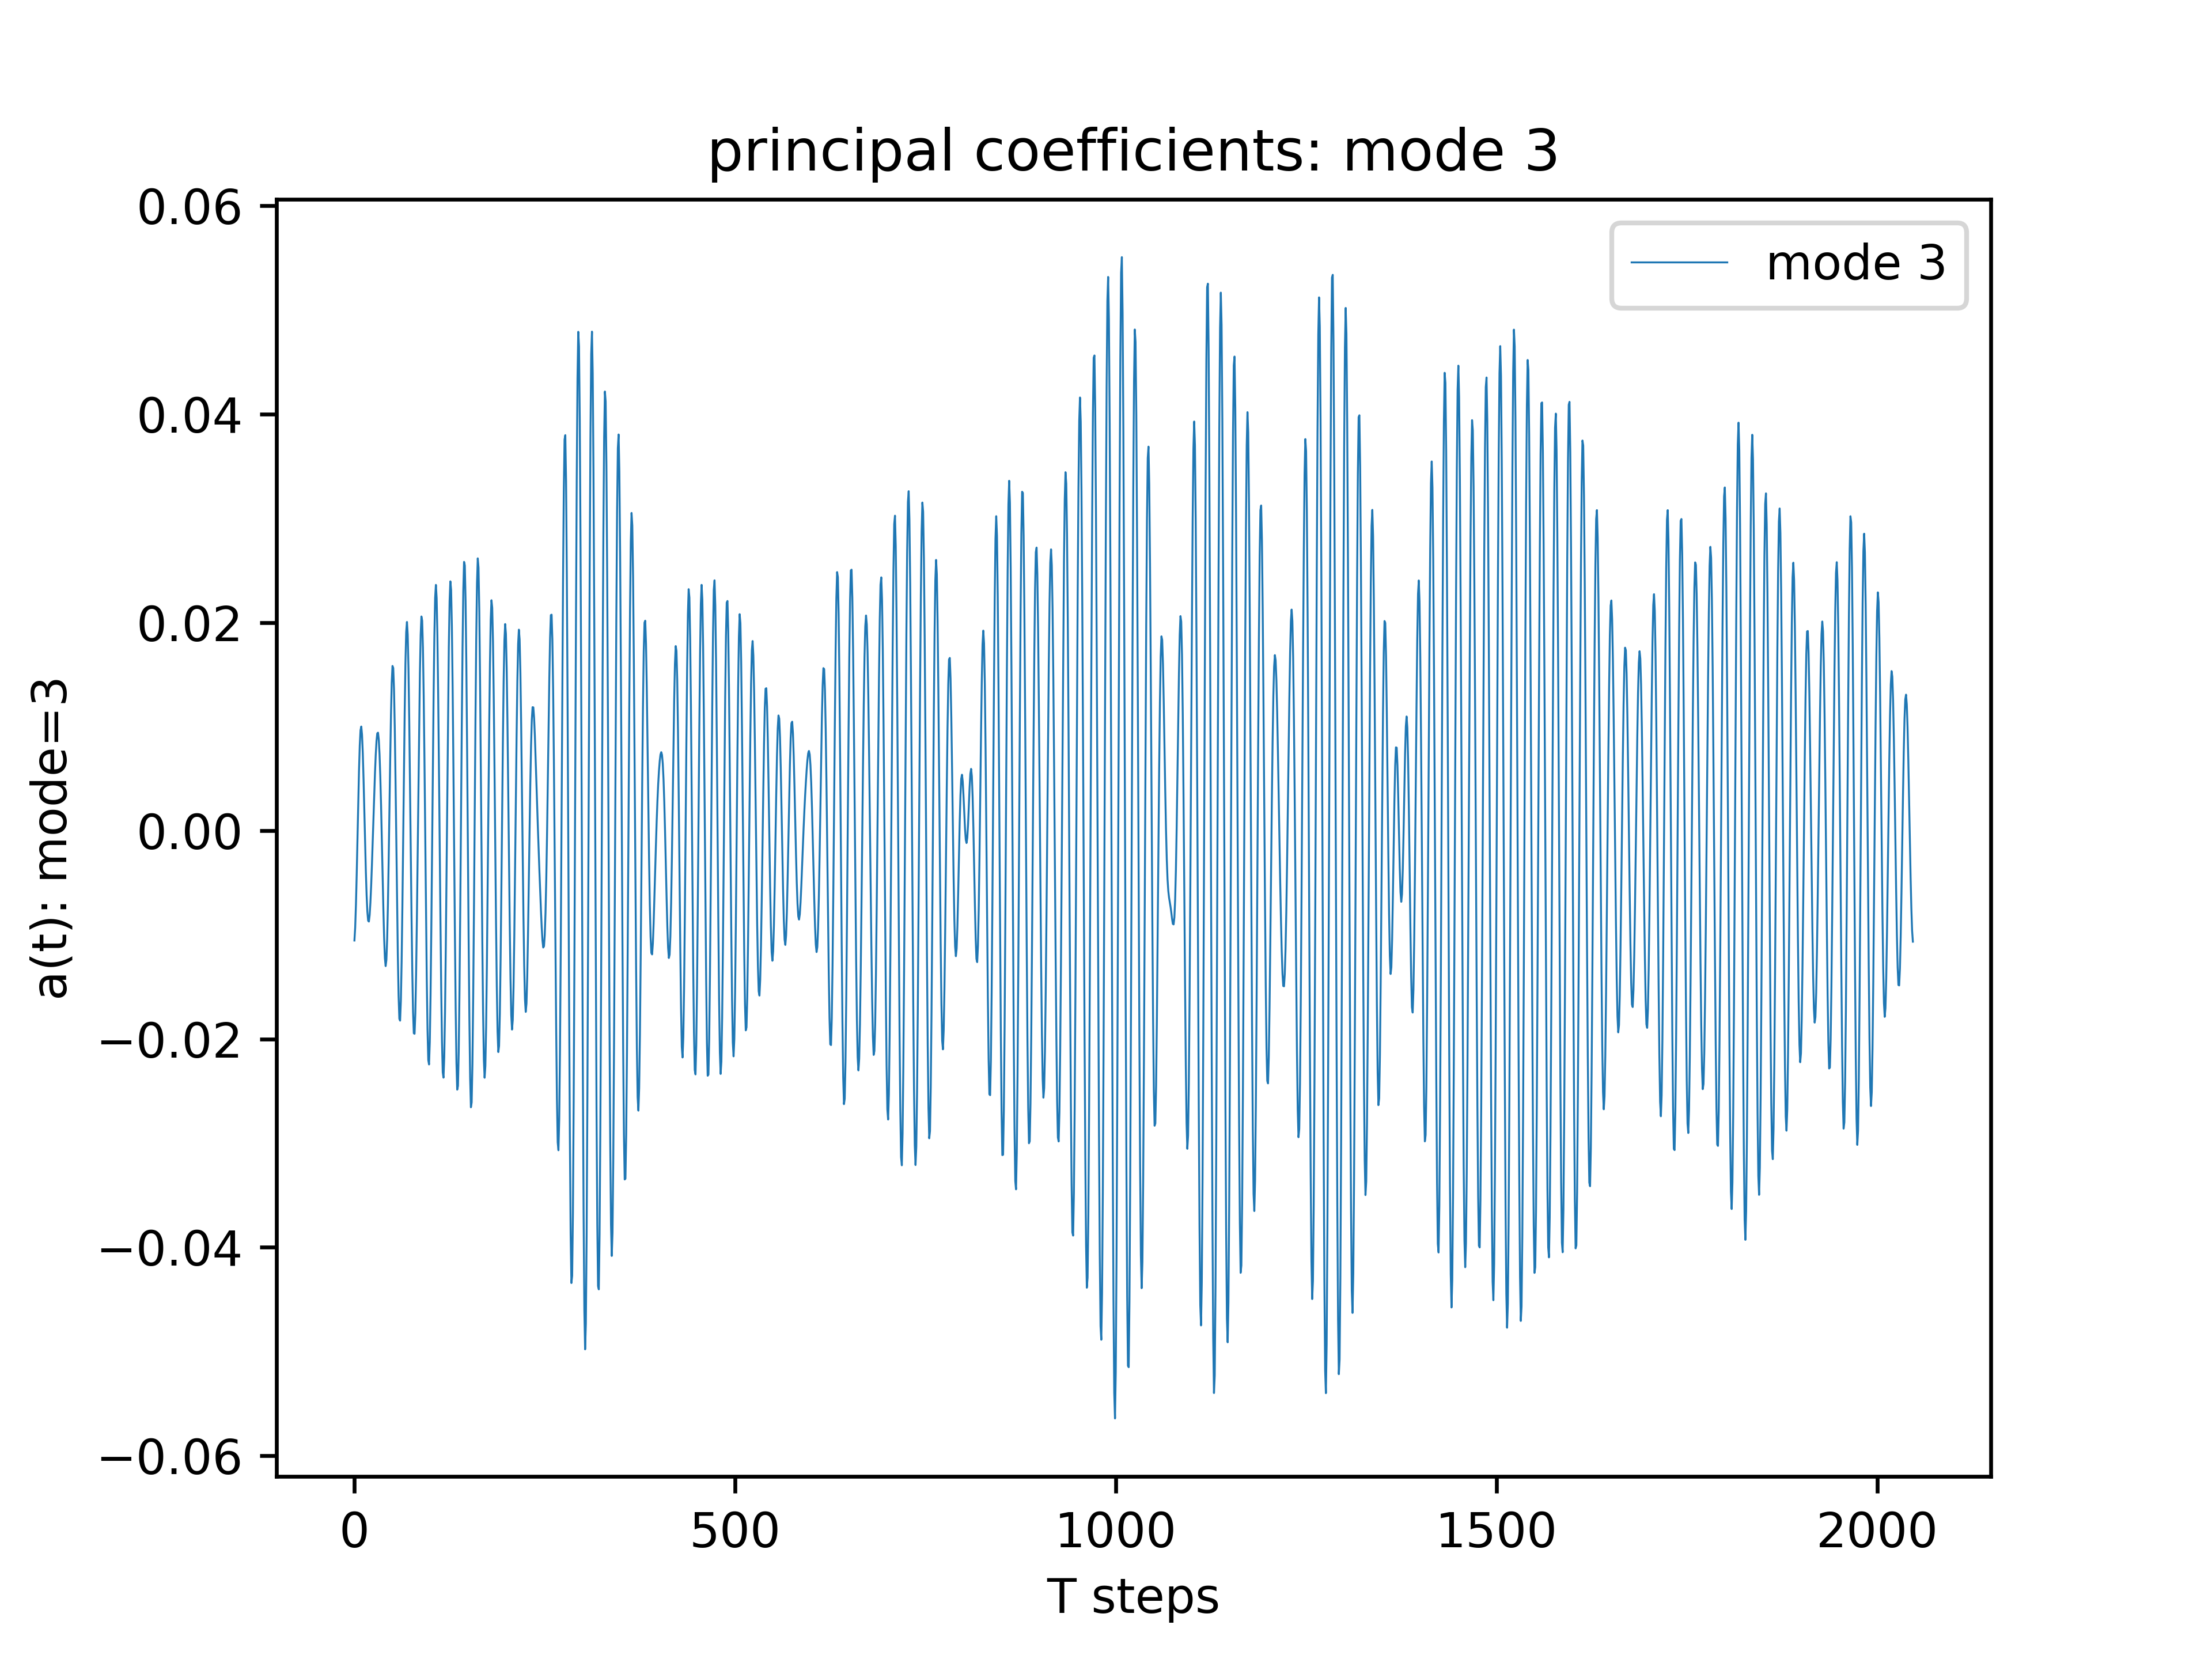 principal coefficients: mode 3
mode 3
0.06
0.04
0.02
0.00
−0.02
−0.04
−0.06
a(t): mode=3
0 500 1000 1500 2000
T steps